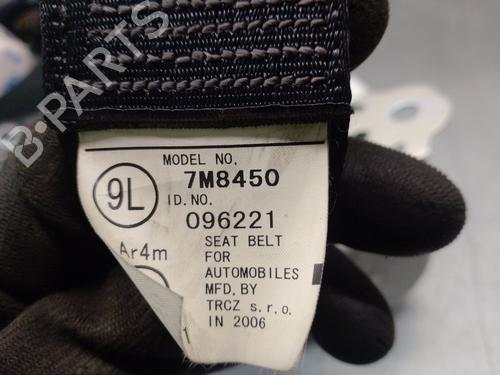 B-PARTS
MODEL NO.
9L
7M8450
ID.NO.
096221
Ar4m
SEAT BELT
FOR
AUTOMOBILES
MFD. BY
TRCZ s.r.o.
IN 2006